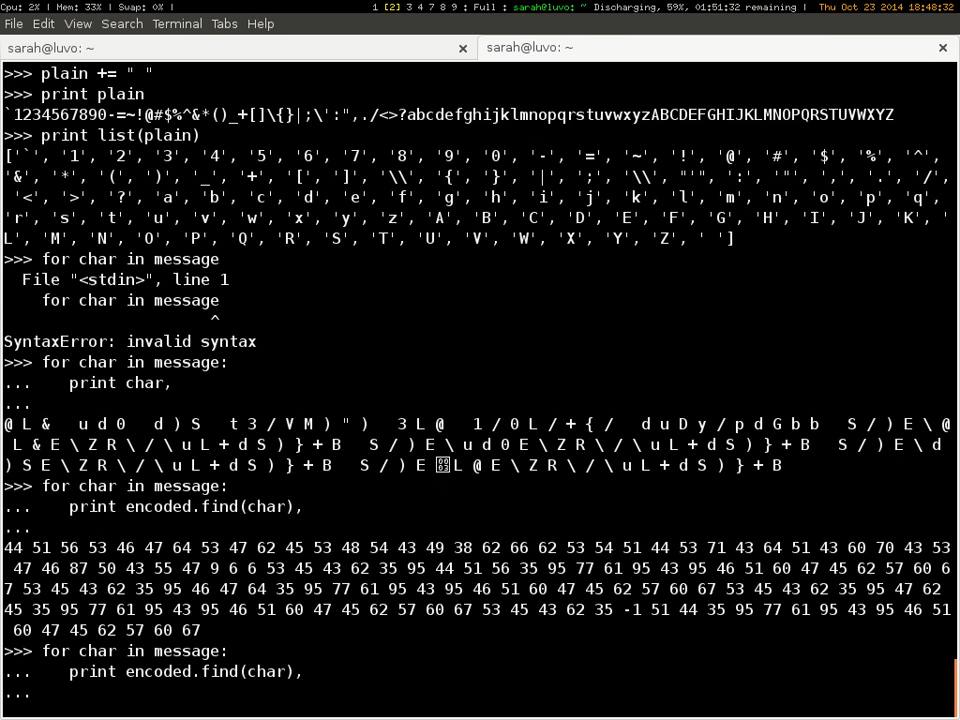 Cpu: 2% | Mem: 33% | Swap: 0% | 1 [2] 3 4 7 8 9 : Full : sarah@luvo: ~ Discharging, 59%, 01:51:32 remaining | Thu Oct 23 2014 18:48:32
File Edit View Search Terminal Tabs Help
sarah@luvo: ~ × sarah@luvo: ~ ×
>>> plain += " "
>>> print plain
`1234567890-=~!@#$%^&*()_+[]\{}|;\':",./<>?abcdefghijklmnopqrstuvwxyzABCDEFGHIJKLMNOPQRSTUVWXYZ
>>> print list(plain)
['`', '1', '2', '3', '4', '5', '6', '7', '8', '9', '0', '-', '=', '~', '!', '@', '#', '$', '%', '^',
'&', '*', '(', ')', '_', '+', '[', ']', '\\', '{', '}', '|', ';', '\\', "'", ':', '"', ',', '.', '/',
'<', '>', '?', 'a', 'b', 'c', 'd', 'e', 'f', 'g', 'h', 'i', 'j', 'k', 'l', 'm', 'n', 'o', 'p', 'q',
'r', 's', 't', 'u', 'v', 'w', 'x', 'y', 'z', 'A', 'B', 'C', 'D', 'E', 'F', 'G', 'H', 'I', 'J', 'K', '
L', 'M', 'N', 'O', 'P', 'Q', 'R', 'S', 'T', 'U', 'V', 'W', 'X', 'Y', 'Z', ' ']
>>> for char in message
File "<stdin>", line 1
for char in message
^
SyntaxError: invalid syntax
>>> for char in message:
... print char,
...
@ L &   u d 0   d ) S   t 3 / V M ) " )   3 L @   1 / 0 L / + { /   d u D y / p d G b b   S / ) E \ @
L & E \ Z R \ / \ u L + d S ) } + B   S / ) E \ u d 0 E \ Z R \ / \ u L + d S ) } + B   S / ) E \ d
) S E \ Z R \ / \ u L + d S ) } + B   S / ) E L @ E \ Z R \ / \ u L + d S ) } + B
>>> for char in message:
... print encoded.find(char),
...
44 51 56 53 46 47 64 53 47 62 45 53 48 54 43 49 38 62 66 62 53 54 51 44 53 71 43 64 51 43 60 70 43 53
47 46 87 50 43 55 47 9 6 6 53 45 43 62 35 95 44 51 56 35 95 77 61 95 43 95 46 51 60 47 45 62 57 60 6
7 53 45 43 62 35 95 46 47 64 35 95 77 61 95 43 95 46 51 60 47 45 62 57 60 67 53 45 43 62 35 95 47 62
45 35 95 77 61 95 43 95 46 51 60 47 45 62 57 60 67 53 45 43 62 35 -1 51 44 35 95 77 61 95 43 95 46 51
60 47 45 62 57 60 67
>>> for char in message:
... print encoded.find(char),
...